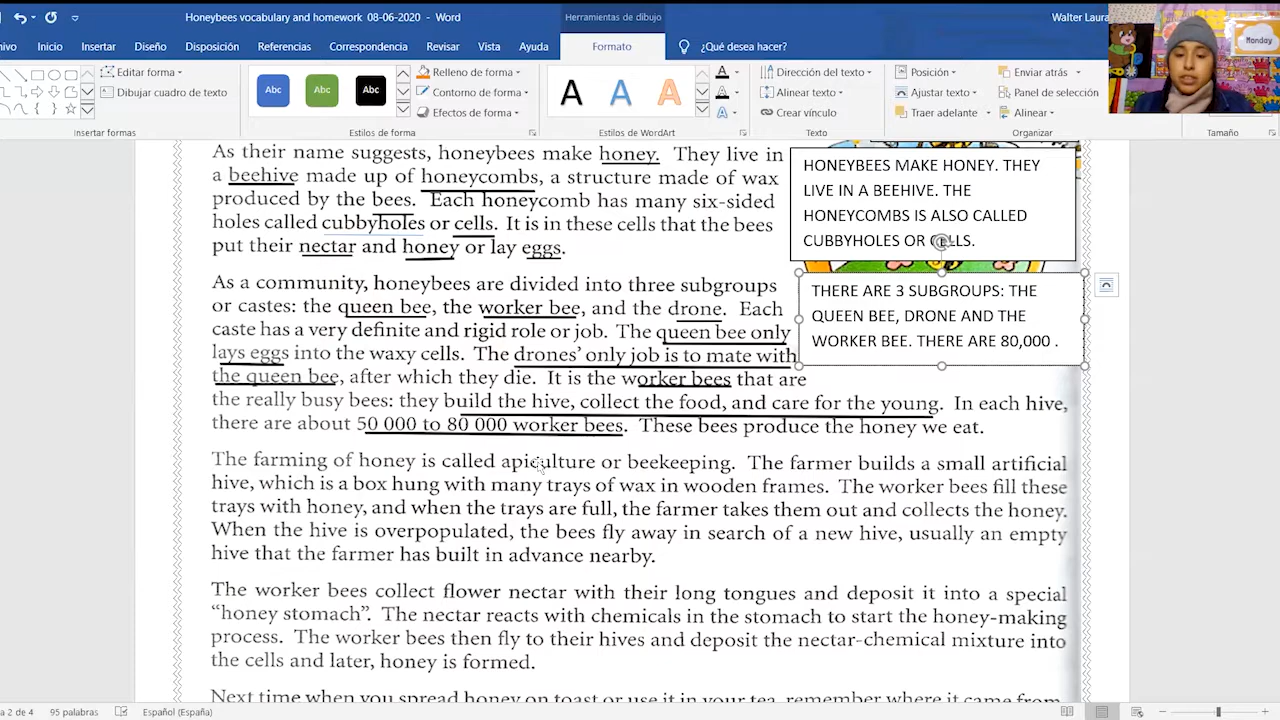 Honeybees vocabulary and homework 08-06-2020 - Word
Herramientas de dibujo
Walter Laura
Inicio Insertar Diseño Disposición Referencias Correspondencia Revisar Vista Ayuda Formato ¿Qué desea hacer?
Monday
Editar forma
Dibujar cuadro de texto
Insertar formas
Abc Abc Abc
Relleno de forma
Contorno de forma
Efectos de forma
Estilos de forma
A A A
Estilos de WordArt
Dirección del texto
Alinear texto
Crear vínculo
Texto
Posición
Ajustar texto
Traer adelante
Enviar atrás
Panel de selección
Alinear
Organizar
Tamaño
As their name suggests, honeybees make honey. They live in
a beehive made up of honeycombs, a structure made of wax
produced by the bees. Each honeycomb has many six-sided
holes called cubbyholes or cells. It is in these cells that the bees
put their nectar and honey or lay eggs.
HONEYBEES MAKE HONEY. THEY
LIVE IN A BEEHIVE. THE
HONEYCOMBS IS ALSO CALLED
CUBBYHOLES OR CELLS.
As a community, honeybees are divided into three subgroups
or castes: the queen bee, the worker bee, and the drone. Each
caste has a very definite and rigid role or job. The queen bee only
lays eggs into the waxy cells. The drones' only job is to mate with
the queen bee, after which they die. It is the worker bees that are
the really busy bees: they build the hive, collect the food, and care for the young. In each hive,
there are about 50 000 to 80 000 worker bees. These bees produce the honey we eat.
THERE ARE 3 SUBGROUPS: THE
QUEEN BEE, DRONE AND THE
WORKER BEE. THERE ARE 80,000 .
The farming of honey is called apiculture or beekeeping. The farmer builds a small artificial
hive, which is a box hung with many trays of wax in wooden frames. The worker bees fill these
trays with honey, and when the trays are full, the farmer takes them out and collects the honey.
When the hive is overpopulated, the bees fly away in search of a new hive, usually an empty
hive that the farmer has built in advance nearby.
The worker bees collect flower nectar with their long tongues and deposit it into a special
“honey stomach”. The nectar reacts with chemicals in the stomach to start the honey-making
process. The worker bees then fly to their hives and deposit the nectar-chemical mixture into
the cells and later, honey is formed.
Next time when you spread honey on toast or use it in your tea, remember where it came from
a 2 de 4 95 palabras Español (España)